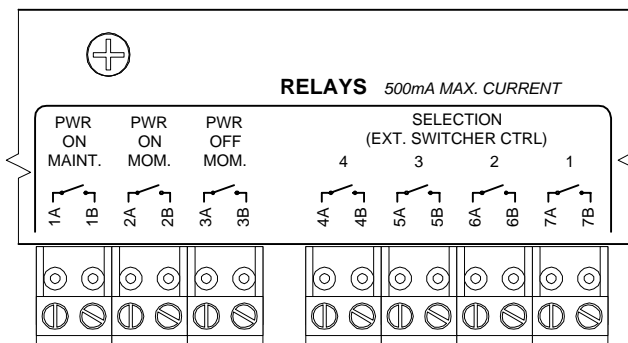 RELAYS 500mA MAX. CURRENT
PWR ON MAINT.
PWR ON MOM.
PWR OFF MOM.
SELECTION
(EXT. SWITCHER CTRL)
4 3 2 1
1A 1B 2A 2B 3A 3B 4A 4B 5A 5B 6A 6B 7A 7B